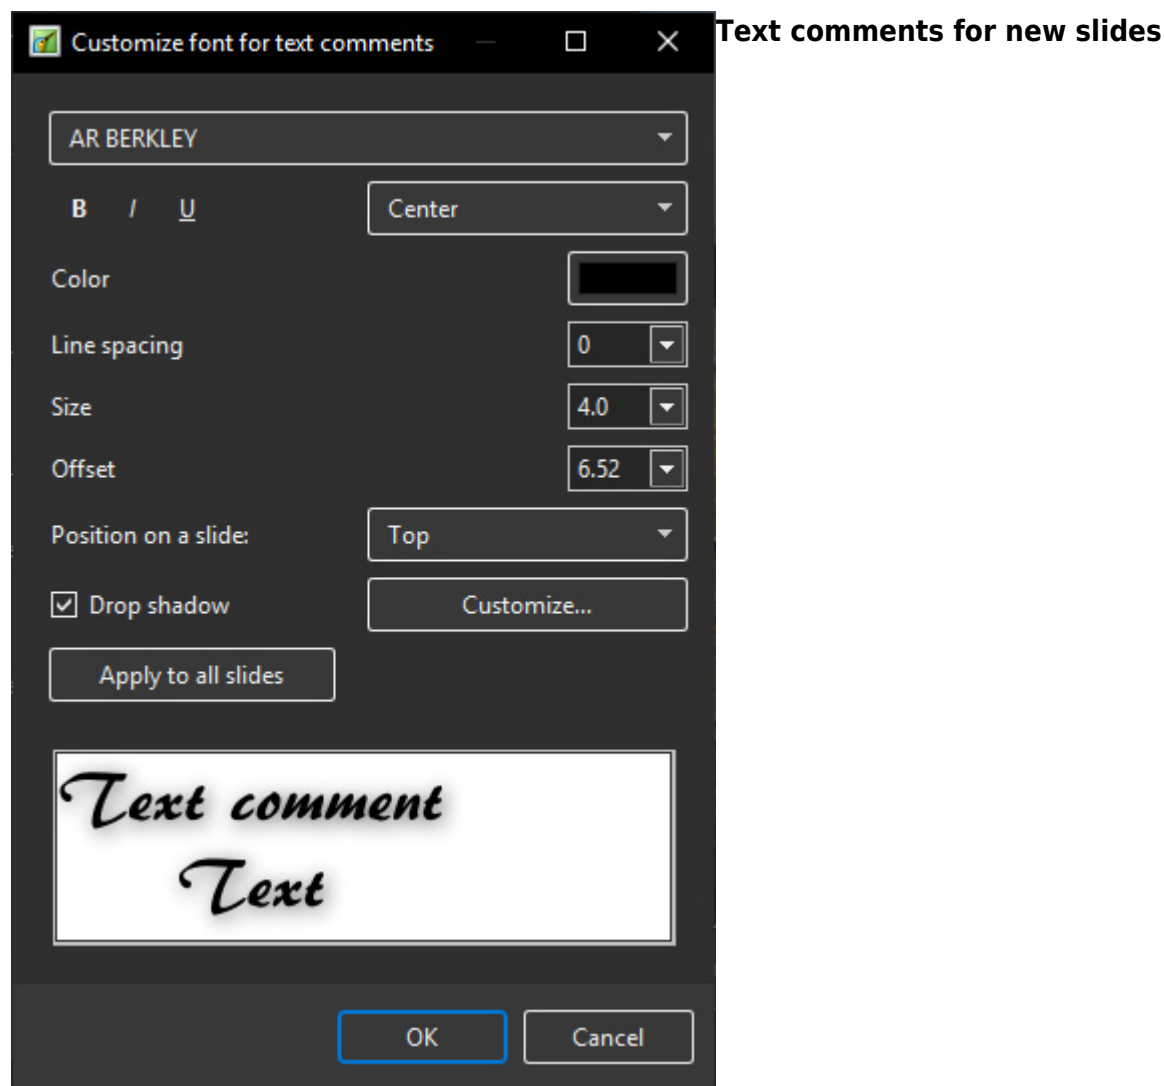 Customize font for text comments
Text comments for new slides
AR BERKLEY
B I U Center
Color
Line spacing 0
Size 4.0
Offset 6.52
Position on a slide: Top
Drop shadow Customize...
Apply to all slides
Text comment
Text
OK Cancel